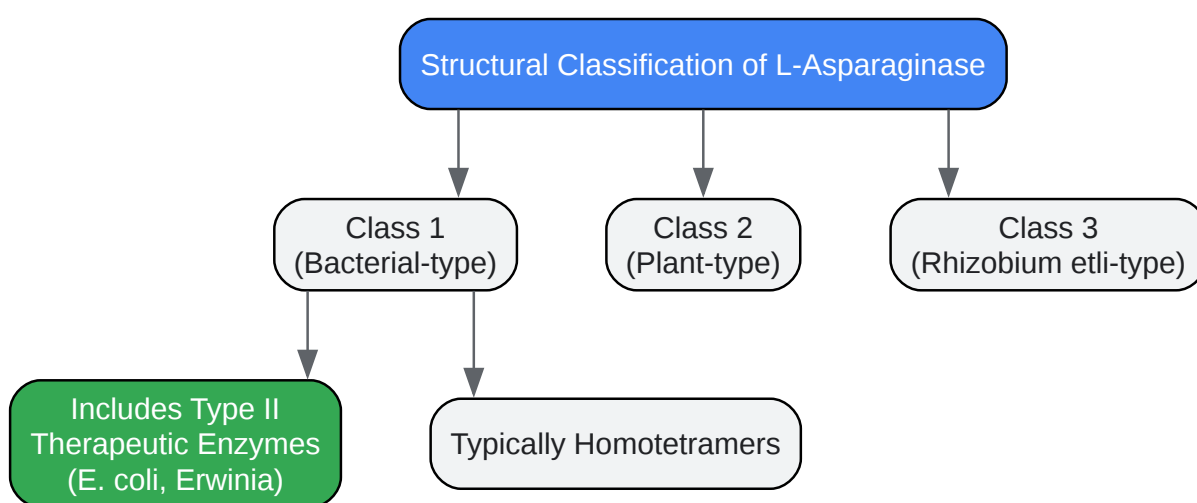 Structural Classification of L-Asparaginase
Class 1
(Bacterial-type)
Class 2
(Plant-type)
Class 3
(Rhizobium etli-type)
Includes Type II
Therapeutic Enzymes
(E. coli, Erwinia)
Typically Homotetramers